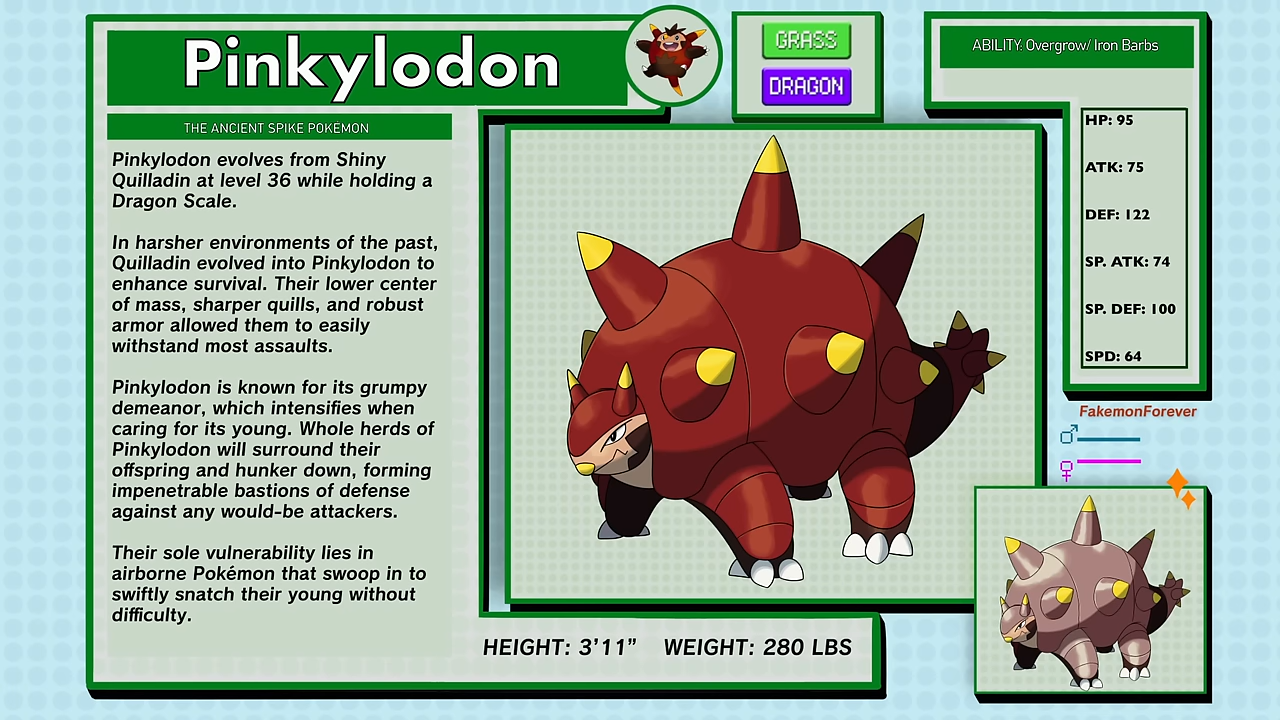 Pinkylodon
GRASS
DRAGON
ABILITY: Overgrow/ Iron Barbs
THE ANCIENT SPIKE POKÉMON
Pinkylodon evolves from Shiny
Quilladin at level 36 while holding a
Dragon Scale.
In harsher environments of the past,
Quilladin evolved into Pinkylodon to
enhance survival. Their lower center
of mass, sharper quills, and robust
armor allowed them to easily
withstand most assaults.
Pinkylodon is known for its grumpy
demeanor, which intensifies when
caring for its young. Whole herds of
Pinkylodon will surround their
offspring and hunker down, forming
impenetrable bastions of defense
against any would-be attackers.
Their sole vulnerability lies in
airborne Pokémon that swoop in to
swiftly snatch their young without
difficulty.
HP: 95
ATK: 75
DEF: 122
SP. ATK: 74
SP. DEF: 100
SPD: 64
FakemonForever
HEIGHT: 3’11” WEIGHT: 280 LBS